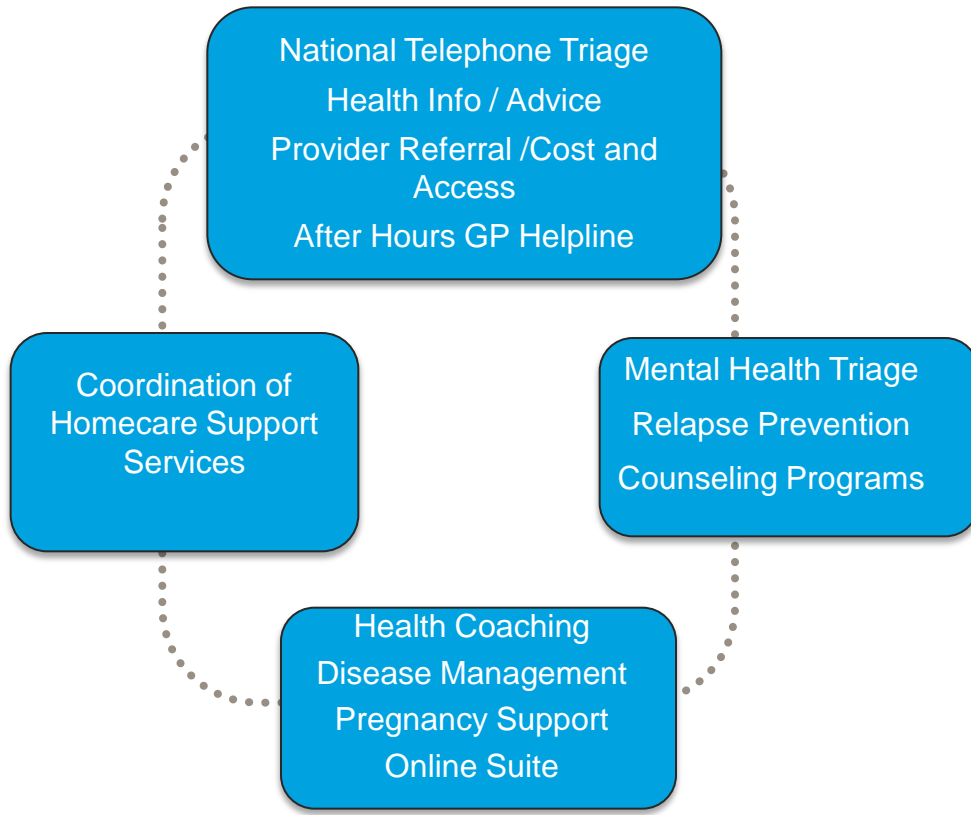 National Telephone Triage
Health Info / Advice
Provider Referral /Cost and
Access
After Hours GP Helpline
Coordination of
Homecare Support
Services
Mental Health Triage
Relapse Prevention
Counseling Programs
Health Coaching
Disease Management
Pregnancy Support
Online Suite